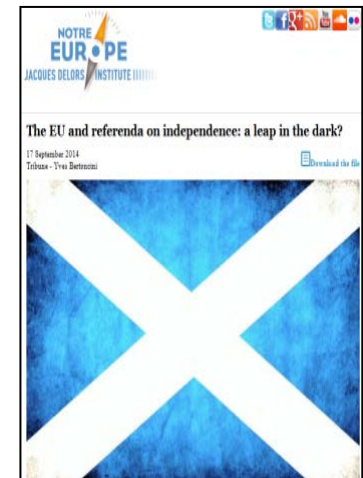 NOTRE
EUROPE
JACQUES DELORS INSTITUTE
The EU and referenda on independence: a leap in the dark?
17 September 2014
Tribune - Yves Bertoncini
Download the file